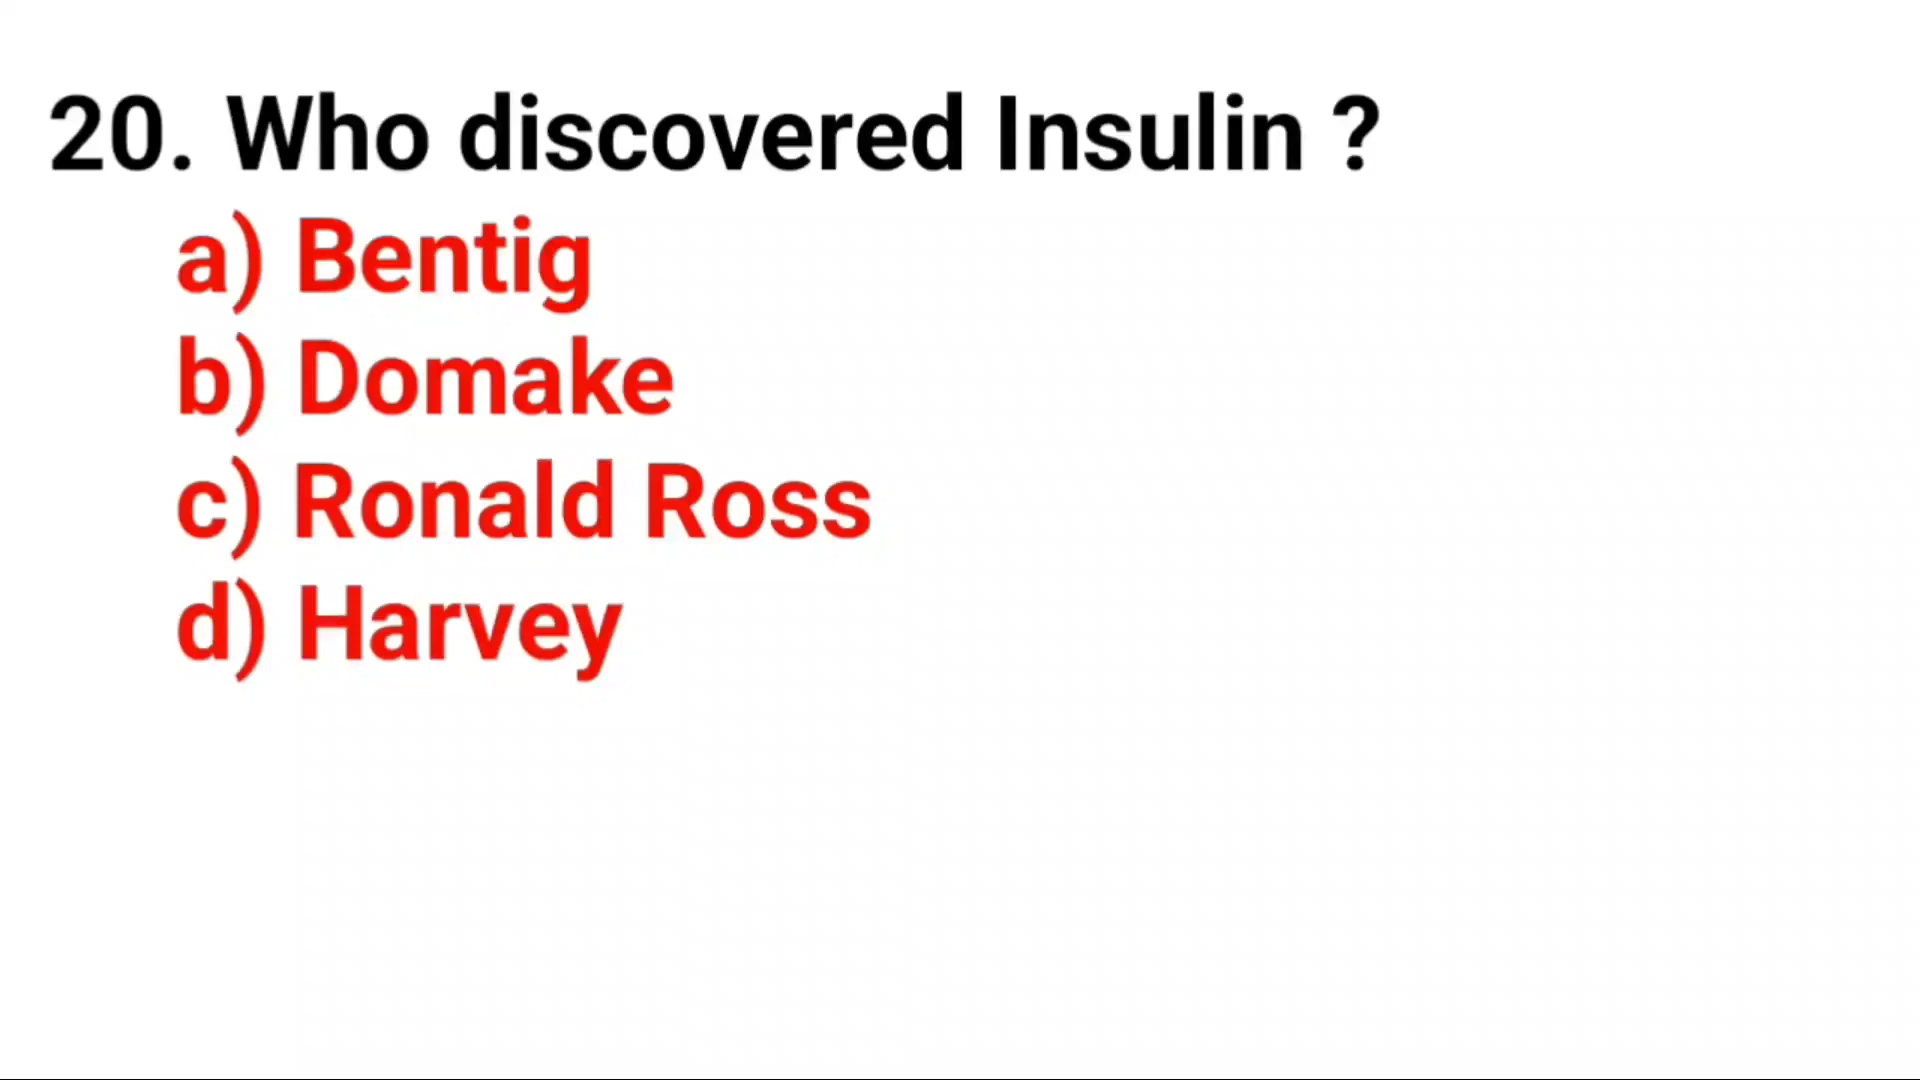 20. Who discovered Insulin ?
a) Bentig
b) Domake
c) Ronald Ross
d) Harvey